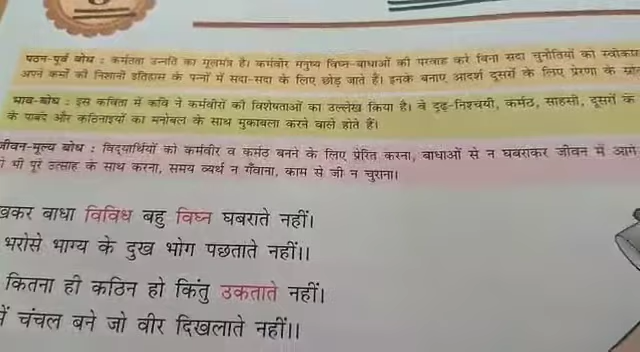 पठन-पूर्व बोध : कर्मठता उन्नति का मूलमंत्र है। कर्मवीर मनुष्य विघ्न-बाधाओं की परवाह करे बिना सदा चुनौतियों को
अपने कर्मों की निशानी इतिहास के पन्नों में सदा-सदा के लिए छोड़ जाते हैं। इनके बनाए आदर्श दूसरों के लिए प्रेरणा के
भाव-बोध : इस कविता में कवि ने कर्मवीरों की विशेषताओं का उल्लेख किया है। वे दृढ़-निश्चयी, कर्मठ, साहसी, दूसरों के
के पाबंद और कठिनाइयों का मनोबल के साथ मुकाबला करने वाले होते हैं।
जीवन-मूल्य बोध : विद्यार्थियों को कर्मवीर व कर्मठ बनने के लिए प्रेरित करना, बाधाओं से न घबराकर जीवन में आगे
भी पूरे उत्साह के साथ करना, समय व्यर्थ न गँवाना, काम से जी न चुराना।
बाधा विविध बहु विघ्न घबराते नहीं।
भरोसे भाग्य के दुख भोग पछताते नहीं।।
कितना ही कठिन हो किंतु उकताते नहीं।
चंचल बने जो वीर दिखलाते नहीं।।